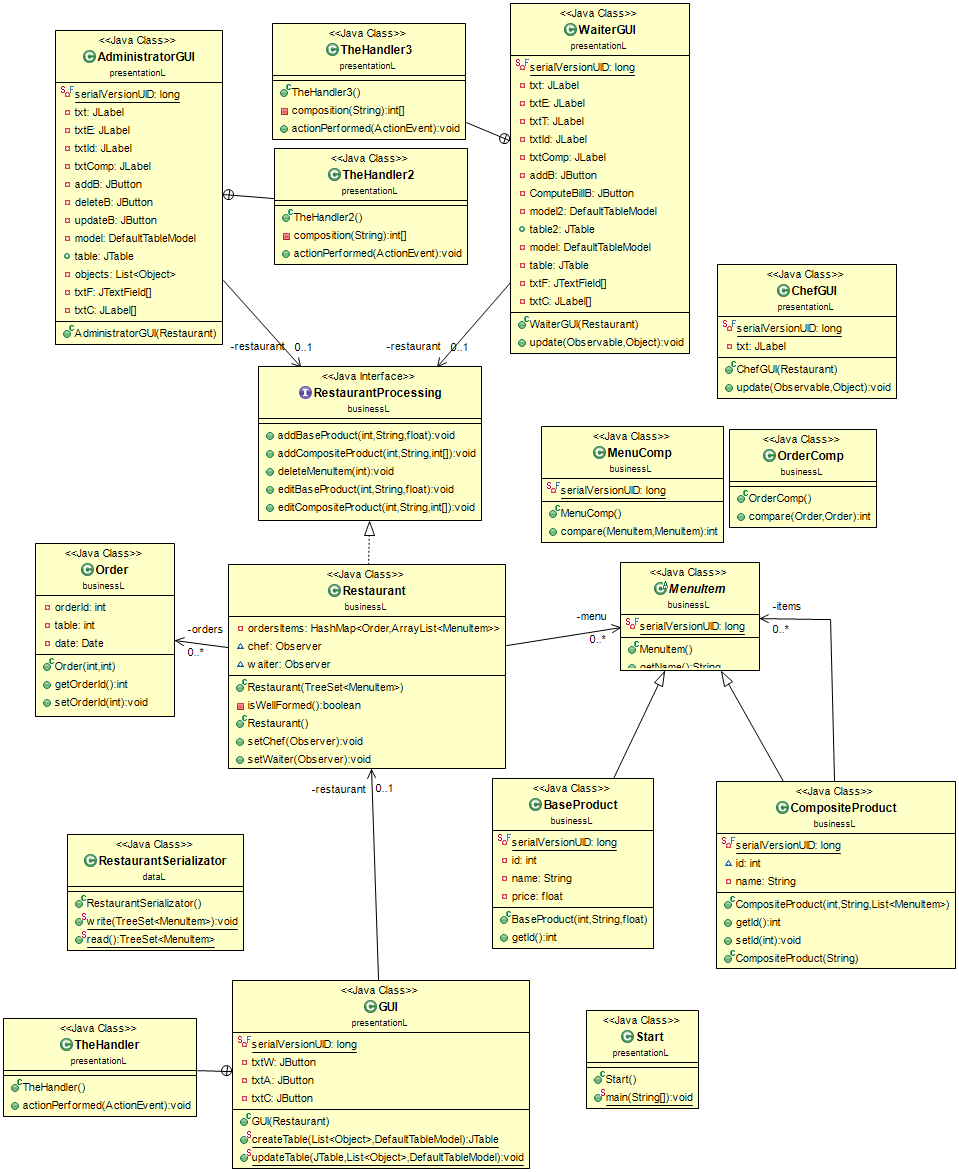 <<Java Class>>
AdministratorGUI
presentationL
serialVersionUID: long
txt: JLabel
txtE: JLabel
txtId: JLabel
txtComp: JLabel
addB: JButton
deleteB: JButton
updateB: JButton
model: DefaultTableModel
table: JTable
objects: List<Object>
txtF: JTextField[]
txtC: JLabel[]
AdministratorGUI(Restaurant)
<<Java Class>>
TheHandler3
presentationL
TheHandler3()
composition(String):int[]
actionPerformed(ActionEvent):void
<<Java Class>>
TheHandler2
presentationL
TheHandler2()
composition(String):int[]
actionPerformed(ActionEvent):void
<<Java Class>>
WaiterGUI
presentationL
serialVersionUID: long
txt: JLabel
txtE: JLabel
txtT: JLabel
txtId: JLabel
txtComp: JLabel
addB: JButton
ComputeBillB: JButton
model2: DefaultTableModel
table2: JTable
model: DefaultTableModel
table: JTable
txtF: JTextField[]
txtC: JLabel[]
WaiterGUI(Restaurant)
update(Observable,Object):void
<<Java Class>>
ChefGUI
presentationL
serialVersionUID: long
txt: JLabel
ChefGUI(Restaurant)
update(Observable,Object):void
-restaurant 0..1
-restaurant 0..1
<<Java Interface>>
RestaurantProcessing
businessL
addBaseProduct(int,String,float):void
addCompositeProduct(int,String,int[]):void
deleteMenuItem(int):void
editBaseProduct(int,String,float):void
editCompositeProduct(int,String,int[]):void
<<Java Class>>
MenuComp
businessL
serialVersionUID: long
MenuComp()
compare(MenuItem,MenuItem):int
<<Java Class>>
OrderComp
businessL
OrderComp()
compare(Order,Order):int
<<Java Class>>
Order
businessL
orderId: int
table: int
date: Date
Order(int,int)
getOrderId():int
setOrderId(int):void
-orders
0..*
<<Java Class>>
Restaurant
businessL
ordersItems: HashMap<Order,ArrayList<MenuItem>>
chef: Observer
waiter: Observer
Restaurant(TreeSet<MenuItem>)
isWellFormed():boolean
Restaurant()
setChef(Observer):void
setWaiter(Observer):void
-menu
0..*
<<Java Class>>
MenuItem
businessL
serialVersionUID: long
MenuItem()
getName():String
-items
0..*
-restaurant 0..1
<<Java Class>>
BaseProduct
businessL
serialVersionUID: long
id: int
name: String
price: float
BaseProduct(int,String,float)
getId():int
<<Java Class>>
CompositeProduct
businessL
serialVersionUID: long
id: int
name: String
CompositeProduct(int,String,List<MenuItem>)
getId():int
setId(int):void
CompositeProduct(String)
<<Java Class>>
RestaurantSerializator
dataL
RestaurantSerializator()
write(TreeSet<MenuItem>):void
read():TreeSet<MenuItem>
<<Java Class>>
TheHandler
presentationL
TheHandler()
actionPerformed(ActionEvent):void
<<Java Class>>
GUI
presentationL
serialVersionUID: long
txtW: JButton
txtA: JButton
txtC: JButton
GUI(Restaurant)
createTable(List<Object>,DefaultTableModel):JTable
updateTable(JTable,List<Object>,DefaultTableModel):void
<<Java Class>>
Start
presentationL
Start()
main(String[]):void